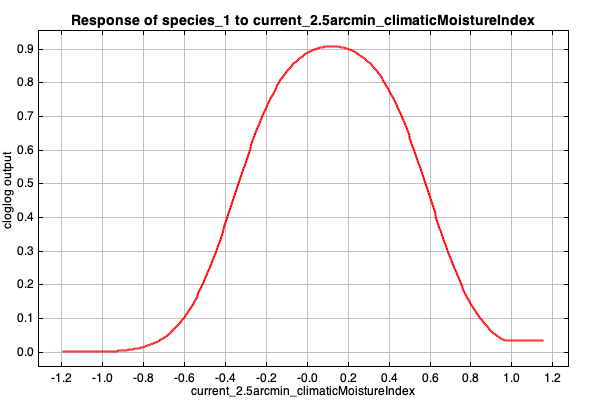 Response of species_1 to current_2.5arcmin_climaticMoistureIndex
0.9
0.8
0.7
0.6
0.5
0.4
0.3
0.2
0.1
0.0
cloglog output
-1.2 -1.0 -0.8 -0.6 -0.4 -0.2 0.0 0.2 0.4 0.6 0.8 1.0 1.2
current_2.5arcmin_climaticMoistureIndex